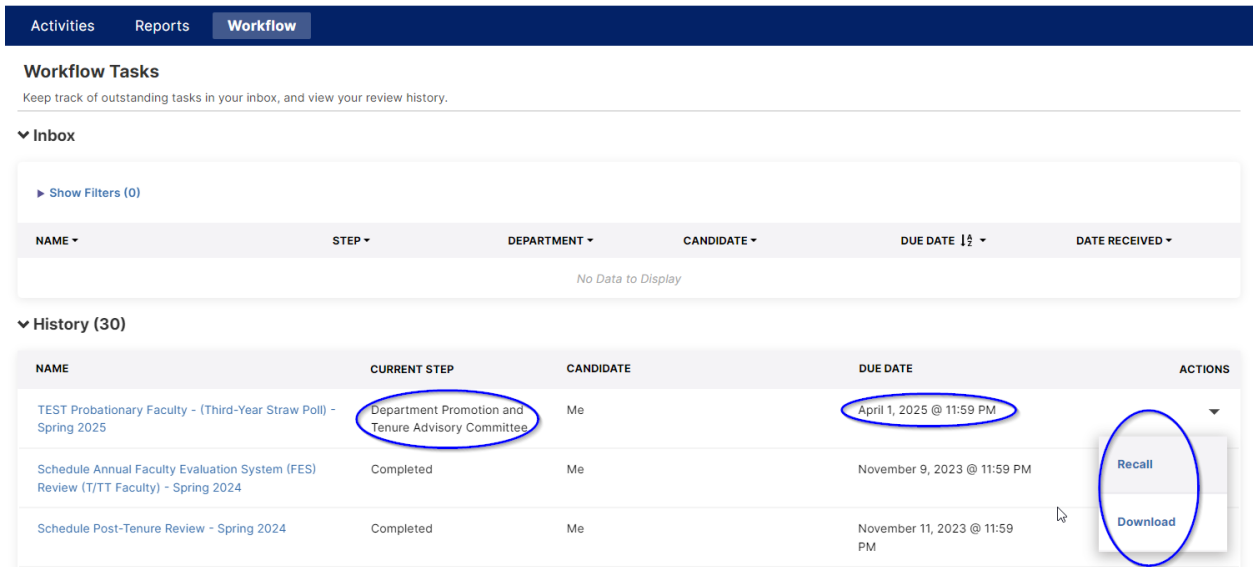 Activities Reports Workflow
Workflow Tasks
Keep track of outstanding tasks in your inbox, and view your review history.
Inbox
Show Filters (0)
NAME STEP DEPARTMENT CANDIDATE DUE DATE DATE RECEIVED
No Data to Display
History (30)
NAME CURRENT STEP CANDIDATE DUE DATE ACTIONS
TEST Probationary Faculty - (Third-Year Straw Poll) - Department Promotion and Me April 1, 2025 @ 11:59 PM
Spring 2025 Tenure Advisory Committee
Schedule Annual Faculty Evaluation System (FES) Completed Me November 9, 2023 @ 11:59 PM Recall
Review (T/TT Faculty) - Spring 2024
Schedule Post-Tenure Review - Spring 2024 Completed Me November 11, 2023 @ 11:59 Download
PM